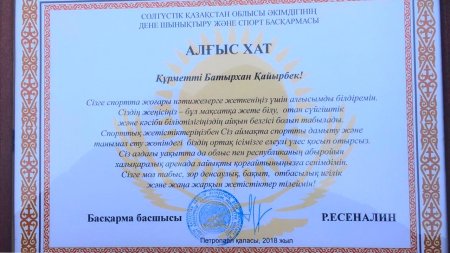 СОЛТҮСТІК ҚАЗАҚСТАН ОБЛЫСЫ ӘКІМДІГІНІҢ
ДЕНЕ ШЫНЫҚТЫРУ ЖӘНЕ СПОРТ БАСҚАРМАСЫ
АЛҒЫС ХАТ
Құрметті Батырхан Қайырбек!
Сізге спортта жоғары нәтижелерге жеткеніңіз үшін алғысымды білдіремін.
Сіздің жеңісіңіз – бұл мақсатқа жете білу, отан сүйгіштік
және кәсіби біліктілігіңіздің айқын белгісі болып табылады.
Спорттық жетістіктеріңізбен Сіз аймақта спортты дамыту және
танымал ету жөніндегі біздің ортақ ісімізге елеулі үлес қосып отырсыз.
Сіз алдағы уақытта да облыс пен республиканың абыройын
халықаралық аренада лайықты қорғайтыныңызға сенімдімін.
Сізге мол табыс, зор денсаулық, бақыт, отбасылық игілік
және жаңа жарқын жетістіктер тілеймін!
Басқарма басшысы Р.ЕСЕНАЛИН
Петропавл қаласы, 2018 жыл